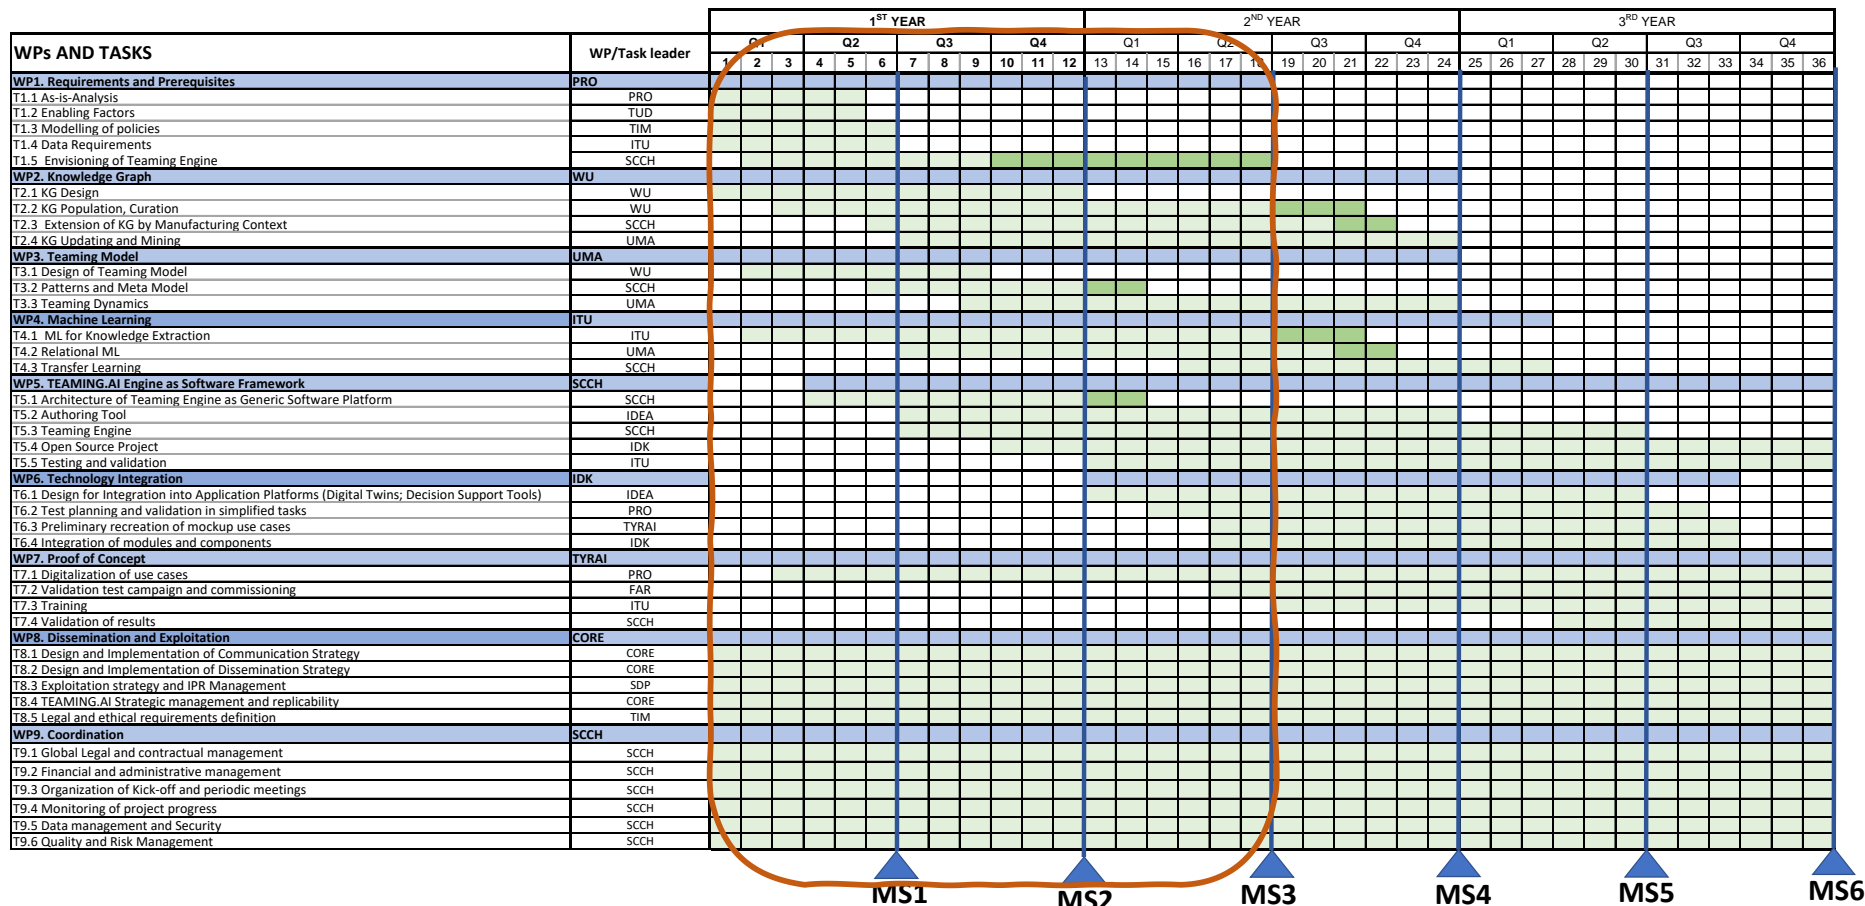 1ST YEAR 2ND YEAR 3RD YEAR
WPs AND TASKS WP/Task leader Q1 Q2 Q3 Q4 Q1 Q2 Q3 Q4 Q1 Q2 Q3 Q4
1 2 3 4 5 6 7 8 9 10 11 12 13 14 15 16 17 18 19 20 21 22 23 24 25 26 27 28 29 30 31 32 33 34 35 36
WP1. Requirements and Prerequisites PRO
T1.1 As-is-Analysis PRO
T1.2 Enabling Factors TUD
T1.3 Modelling of policies TIM
T1.4 Data Requirements ITU
T1.5 Envisioning of Teaming Engine SCCH
WP2. Knowledge Graph WU
T2.1 KG Design WU
T2.2 KG Population, Curation WU
T2.3 Extension of KG by Manufacturing Context SCCH
T2.4 KG Updating and Mining UMA
WP3. Teaming Model UMA
T3.1 Design of Teaming Model WU
T3.2 Patterns and Meta Model SCCH
T3.3 Teaming Dynamics UMA
WP4. Machine Learning ITU
T4.1 ML for Knowledge Extraction ITU
T4.2 Relational ML UMA
T4.3 Transfer Learning SCCH
WP5. TEAMING.AI Engine as Software Framework SCCH
T5.1 Architecture of Teaming Engine as Generic Software Platform SCCH
T5.2 Authoring Tool IDEA
T5.3 Teaming Engine SCCH
T5.4 Open Source Project IDK
T5.5 Testing and validation ITU
WP6. Technology Integration IDK
T6.1 Design for Integration into Application Platforms (Digital Twins; Decision Support Tools) IDEA
T6.2 Test planning and validation in simplified tasks PRO
T6.3 Preliminary recreation of mockup use cases TYRAI
T6.4 Integration of modules and components IDK
WP7. Proof of Concept TYRAI
T7.1 Digitalization of use cases PRO
T7.2 Validation test campaign and commissioning FAR
T7.3 Training ITU
T7.4 Validation of results SCCH
WP8. Dissemination and Exploitation CORE
T8.1 Design and Implementation of Communication Strategy CORE
T8.2 Design and Implementation of Dissemination Strategy CORE
T8.3 Exploitation strategy and IPR Management SDP
T8.4 TEAMING.AI Strategic management and replicability CORE
T8.5 Legal and ethical requirements definition TIM
WP9. Coordination SCCH
T9.1 Global Legal and contractual management SCCH
T9.2 Financial and administrative management SCCH
T9.3 Organization of Kick-off and periodic meetings SCCH
T9.4 Monitoring of project progress SCCH
T9.5 Data management and Security SCCH
T9.6 Quality and Risk Management SCCH
MS1 MS2 MS3 MS4 MS5 MS6